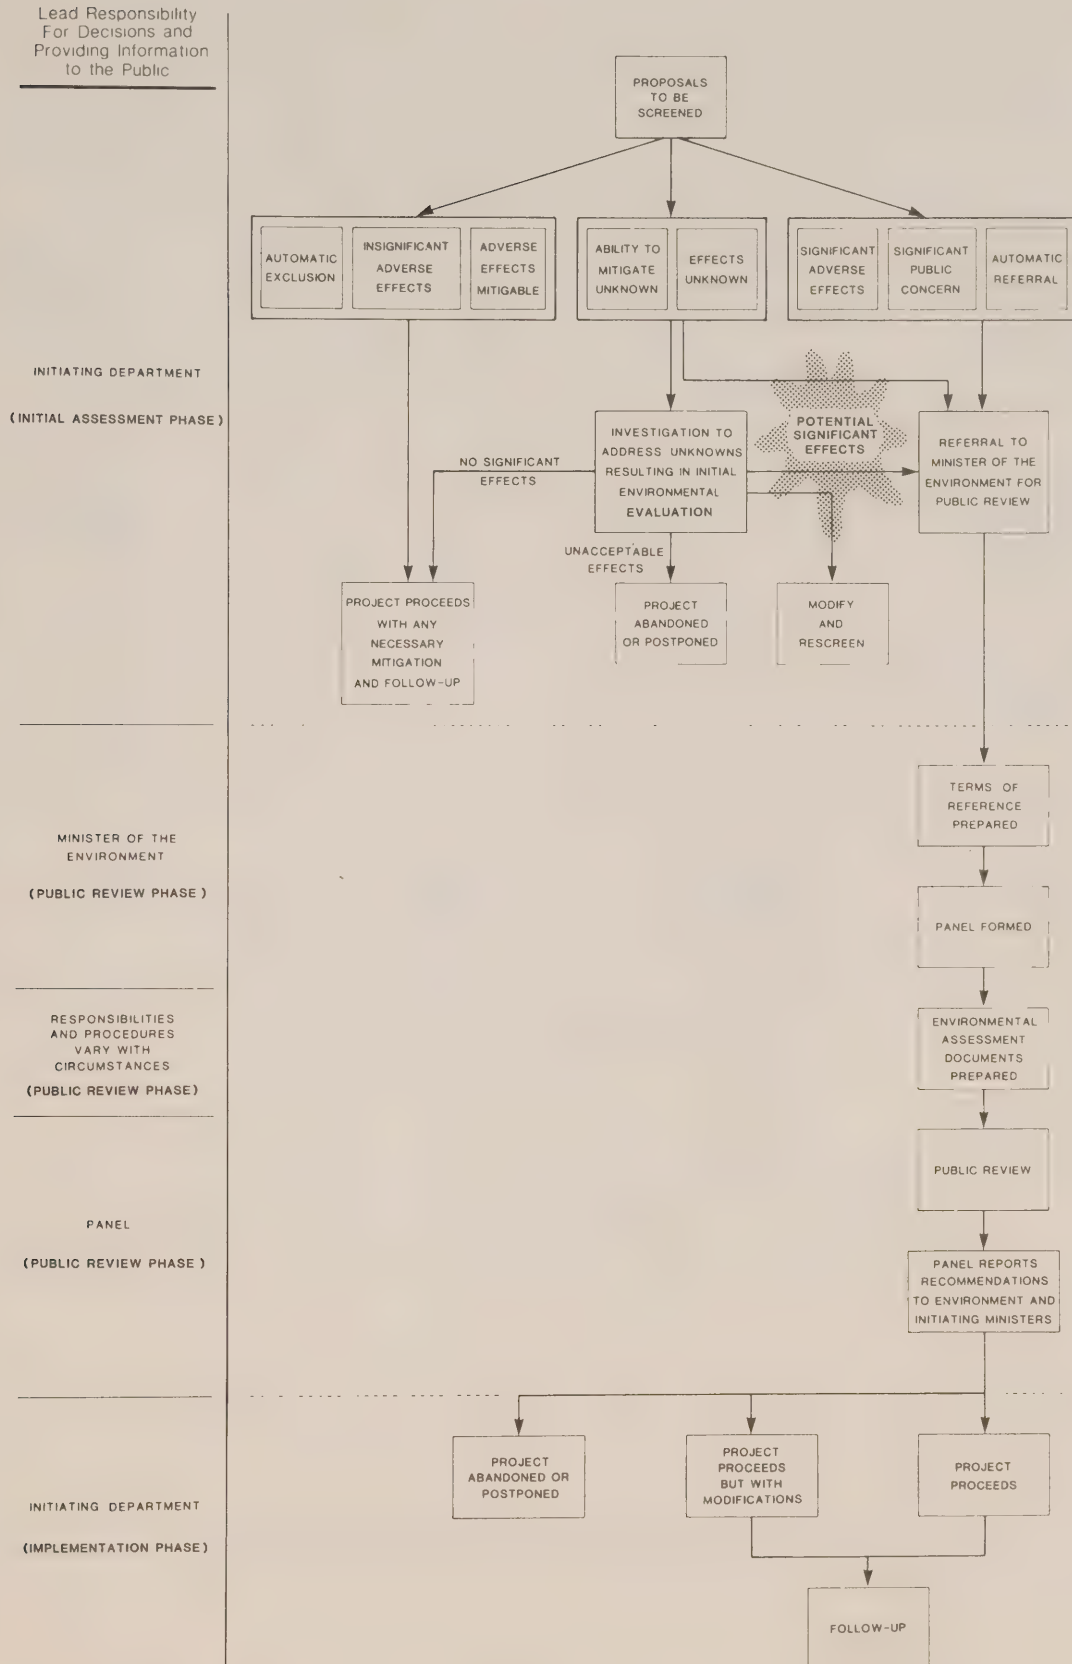 Lead Responsibility
For Decisions and
Providing Information
to the Public
PROPOSALS
TO BE
SCREENED
AUTOMATIC
EXCLUSION
INSIGNIFICANT
ADVERSE
EFFECTS
ADVERSE
EFFECTS
MITIGABLE
ABILITY TO
MITIGATE
UNKNOWN
EFFECTS
UNKNOWN
SIGNIFICANT
ADVERSE
EFFECTS
SIGNIFICANT
PUBLIC
CONCERN
AUTOMATIC
REFERRAL
INITIATING DEPARTMENT
(INITIAL ASSESSMENT PHASE)
NO SIGNIFICANT
EFFECTS
INVESTIGATION TO
ADDRESS UNKNOWNS
RESULTING IN INITIAL
ENVIRONMENTAL
EVALUATION
POTENTIAL
SIGNIFICANT
EFFECTS
REFERRAL TO
MINISTER OF THE
ENVIRONMENT FOR
PUBLIC REVIEW
UNACCEPTABLE
EFFECTS
PROJECT PROCEEDS
WITH ANY
NECESSARY
MITIGATION
AND FOLLOW-UP
PROJECT
ABANDONED
OR POSTPONED
MODIFY
AND
RESCREEN
MINISTER OF THE
ENVIRONMENT
(PUBLIC REVIEW PHASE)
TERMS OF
REFERENCE
PREPARED
PANEL FORMED
RESPONSIBILITIES
AND PROCEDURES
VARY WITH
CIRCUMSTANCES
(PUBLIC REVIEW PHASE)
ENVIRONMENTAL
ASSESSMENT
DOCUMENTS
PREPARED
PANEL
(PUBLIC REVIEW PHASE)
PUBLIC REVIEW
PANEL REPORTS
RECOMMENDATIONS
TO ENVIRONMENT AND
INITIATING MINISTERS
INITIATING DEPARTMENT
(IMPLEMENTATION PHASE)
PROJECT
ABANDONED OR
POSTPONED
PROJECT
PROCEEDS
BUT WITH
MODIFICATIONS
PROJECT
PROCEEDS
FOLLOW-UP